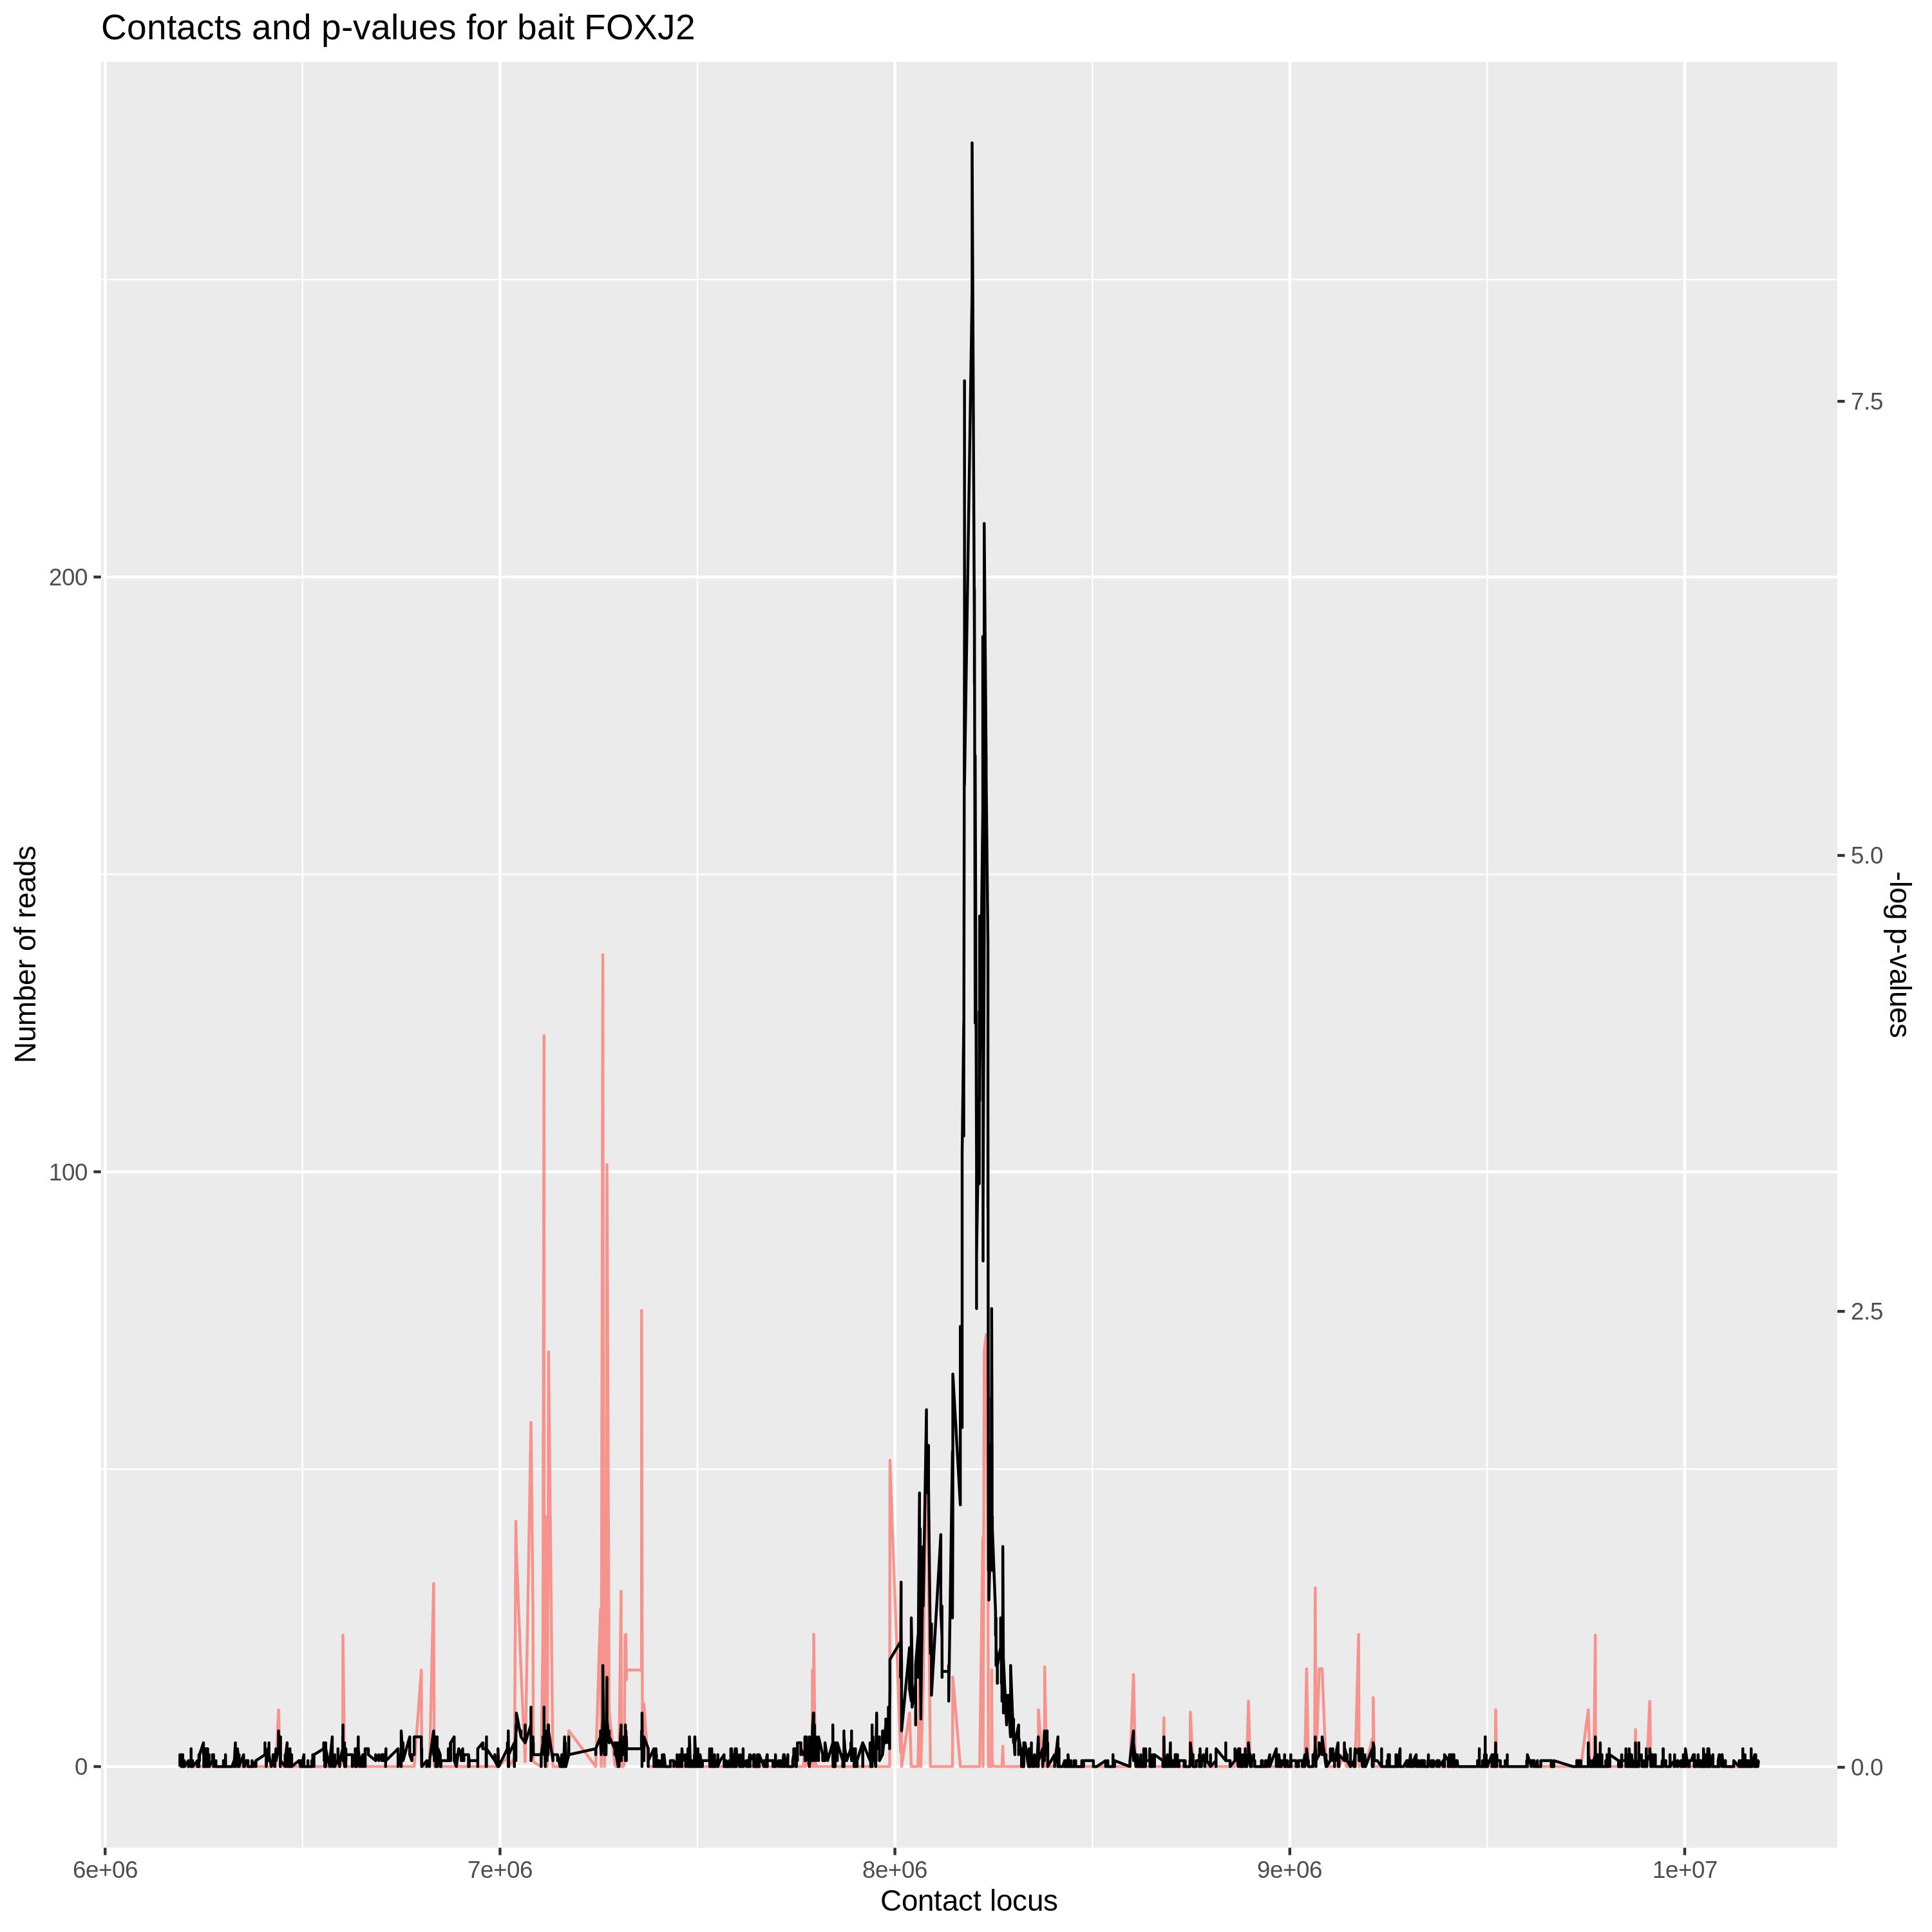 Contacts and p-values for bait FOXJ2
Number of reads
200
100
0
7.5
5.0
2.5
0.0
-log p-values
6e+06
7e+06
8e+06
9e+06
1e+07
Contact locus